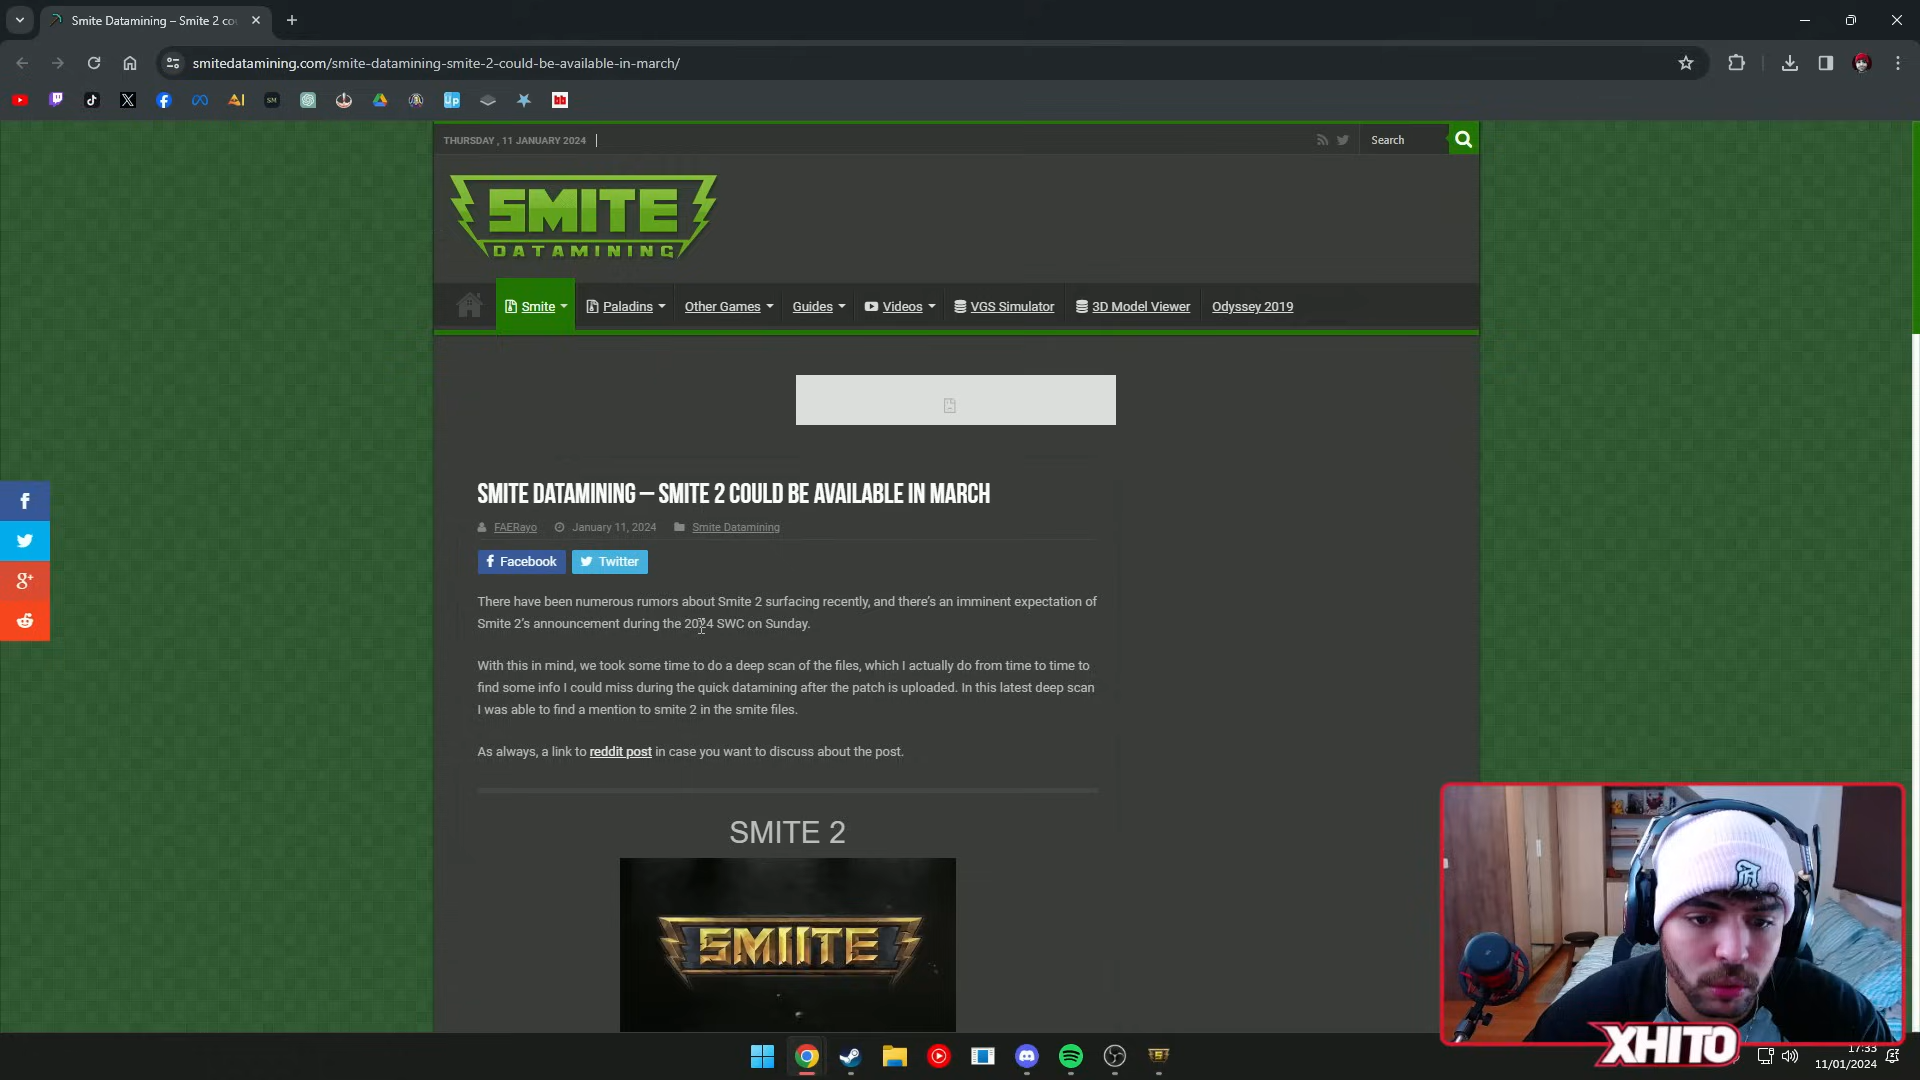 Smite Datamining – Smite 2 co
smitedatamining.com/smite-datamining-smite-2-could-be-available-in-march/
THURSDAY , 11 JANUARY 2024
Search
SMITE
DATAMINING
Smite
Paladins
Other Games
Guides
Videos
VGS Simulator
3D Model Viewer
Odyssey 2019
SMITE DATAMINING – SMITE 2 COULD BE AVAILABLE IN MARCH
FAERayo
January 11, 2024
Smite Datamining
Facebook
Twitter
There have been numerous rumors about Smite 2 surfacing recently, and there's an imminent expectation of
Smite 2's announcement during the 2024 SWC on Sunday.
With this in mind, we took some time to do a deep scan of the files, which I actually do from time to time to
find some info I could miss during the quick datamining after the patch is uploaded. In this latest deep scan
I was able to find a mention to smite 2 in the smite files.
As always, a link to reddit post in case you want to discuss about the post.
SMITE 2
SMIITE
XHITO
17:33
11/01/2024